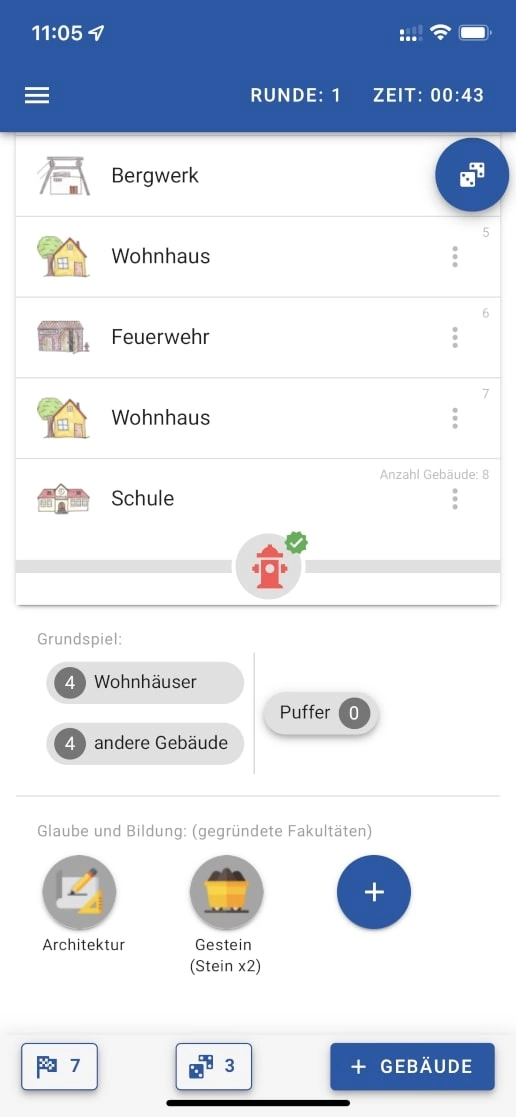 11:05
RUNDE: 1 ZEIT: 00:43
Bergwerk
5
Wohnhaus
6
Feuerwehr
7
Wohnhaus
Anzahl Gebäude: 8
Schule
Grundspiel:
4 Wohnhäuser
Puffer 0
4 andere Gebäude
Glaube und Bildung: (gegründete Fakultäten)
+
Architektur
Gestein
(Stein x2)
7
3
+ GEBÄUDE